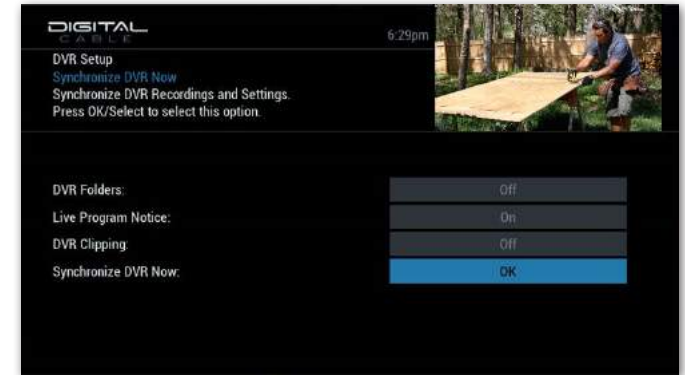 DIGITAL
CABLE
6:29pm
DVR Setup
Synchronize DVR Now
Synchronize DVR Recordings and Settings.
Press OK/Select to select this option.
DVR Folders: Off
Live Program Notice: On
DVR Clipping: Off
Synchronize DVR Now: OK